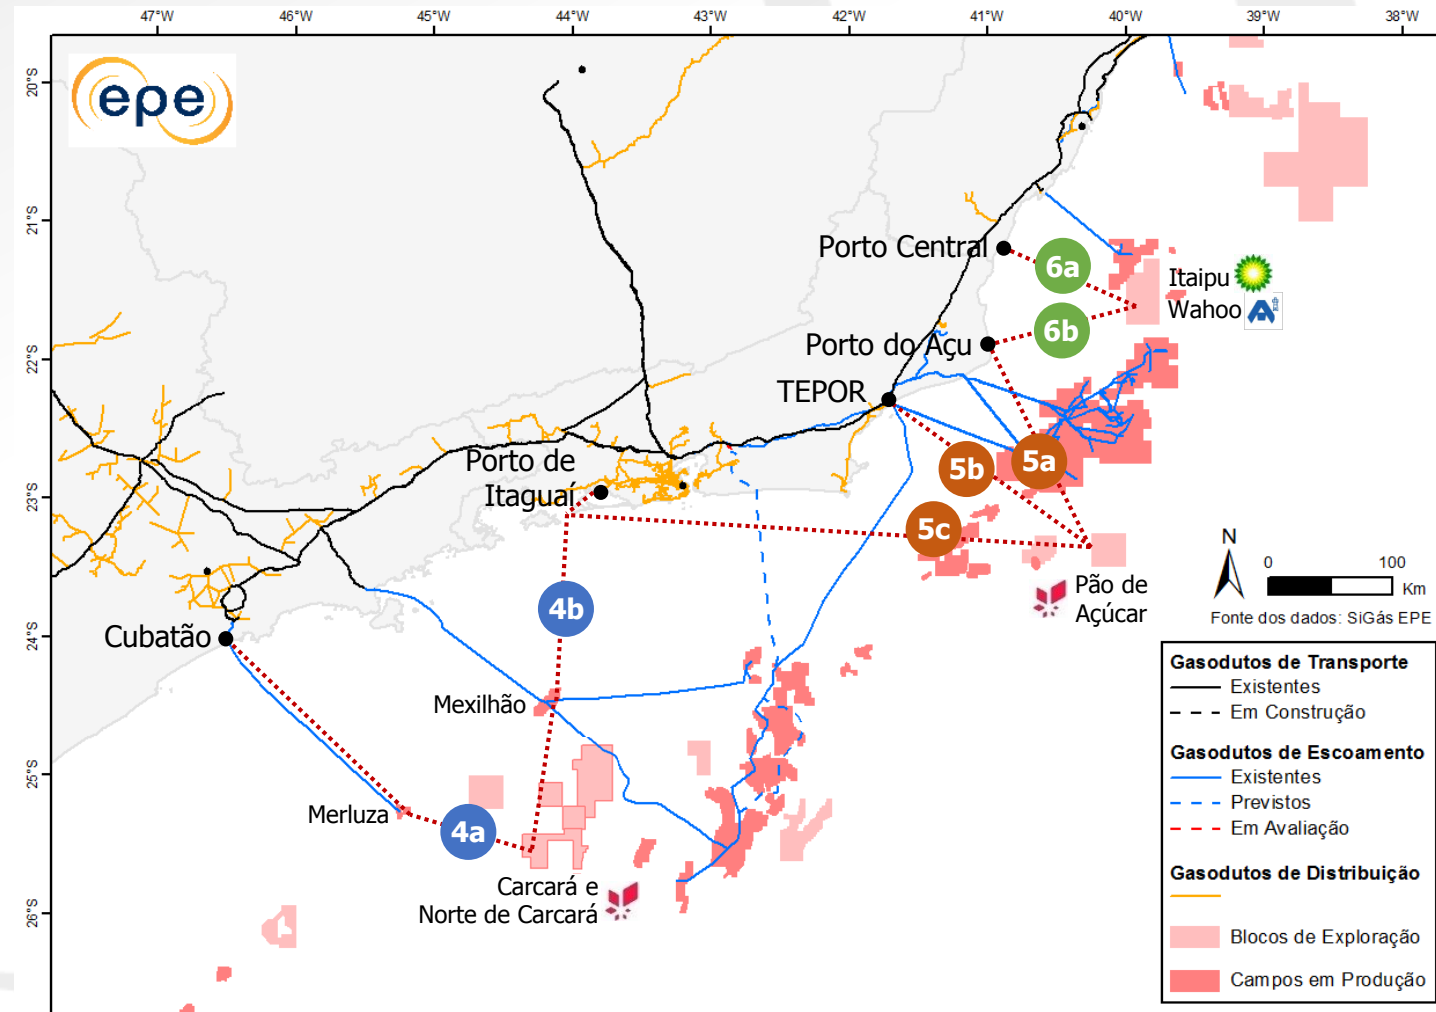 47°W 46°W 45°W 44°W 43°W 42°W 41°W 40°W 39°W 38°W
20°S
21°S
22°S
23°S
24°S
25°S
26°S
epe
Porto Central
6a
Itaipu
Wahoo
6b
Porto do Açu
TEPOR
Porto de
Itaguaí
5b
5a
5c
Pão de
Açúcar
N
0 100
Km
Fonte dos dados: SiGás EPE
4b
Cubatão
Mexilhão
Merluza
4a
Carcará e
Norte de Carcará
Gasodutos de Transporte
Existentes
Em Construção
Gasodutos de Escoamento
Existentes
Previstos
Em Avaliação
Gasodutos de Distribuição
Blocos de Exploração
Campos em Produção